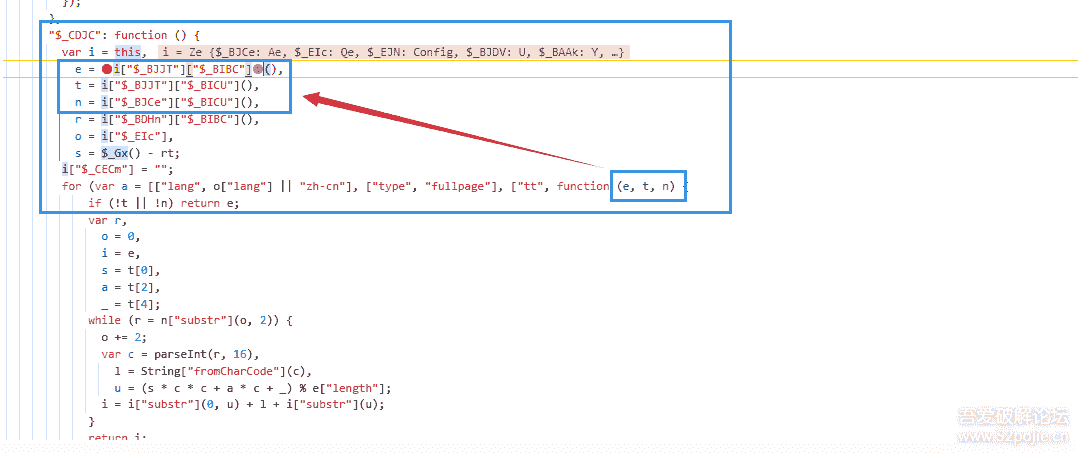 });
},
"$_CDJC": function () {
var i = this, i = Ze {$_BJCe: Ae, $_EIc: Qe, $_EJN: Config, $_BJDV: U, $_BAAk: Y, …}
e = i["$_BJJT"]["$_BIBC"](),
t = i["$_BJJT"]["$_BICU"](),
n = i["$_BJCe"]["$_BICU"](),
r = i["$_BDHn"]["$_BIBC"](),
o = i["$_EIc"],
s = $_Gx() - rt;
i["$_CECm"] = "";
for (var a = [["lang", o["lang"] || "zh-cn"], ["type", "fullpage"], ["tt", function (e, t, n) {
if (!t || !n) return e;
var r,
o = 0,
i = e,
s = t[0],
a = t[2],
_ = t[4];
while (r = n["substr"](o, 2)) {
o += 2;
var c = parseInt(r, 16),
l = String["fromCharCode"](c),
u = (s * c * c + a * c + _) % e["length"];
i = i["substr"](0, u) + l + i["substr"](u);
}
return i;
吾爱破解论坛
www.52pojie.cn